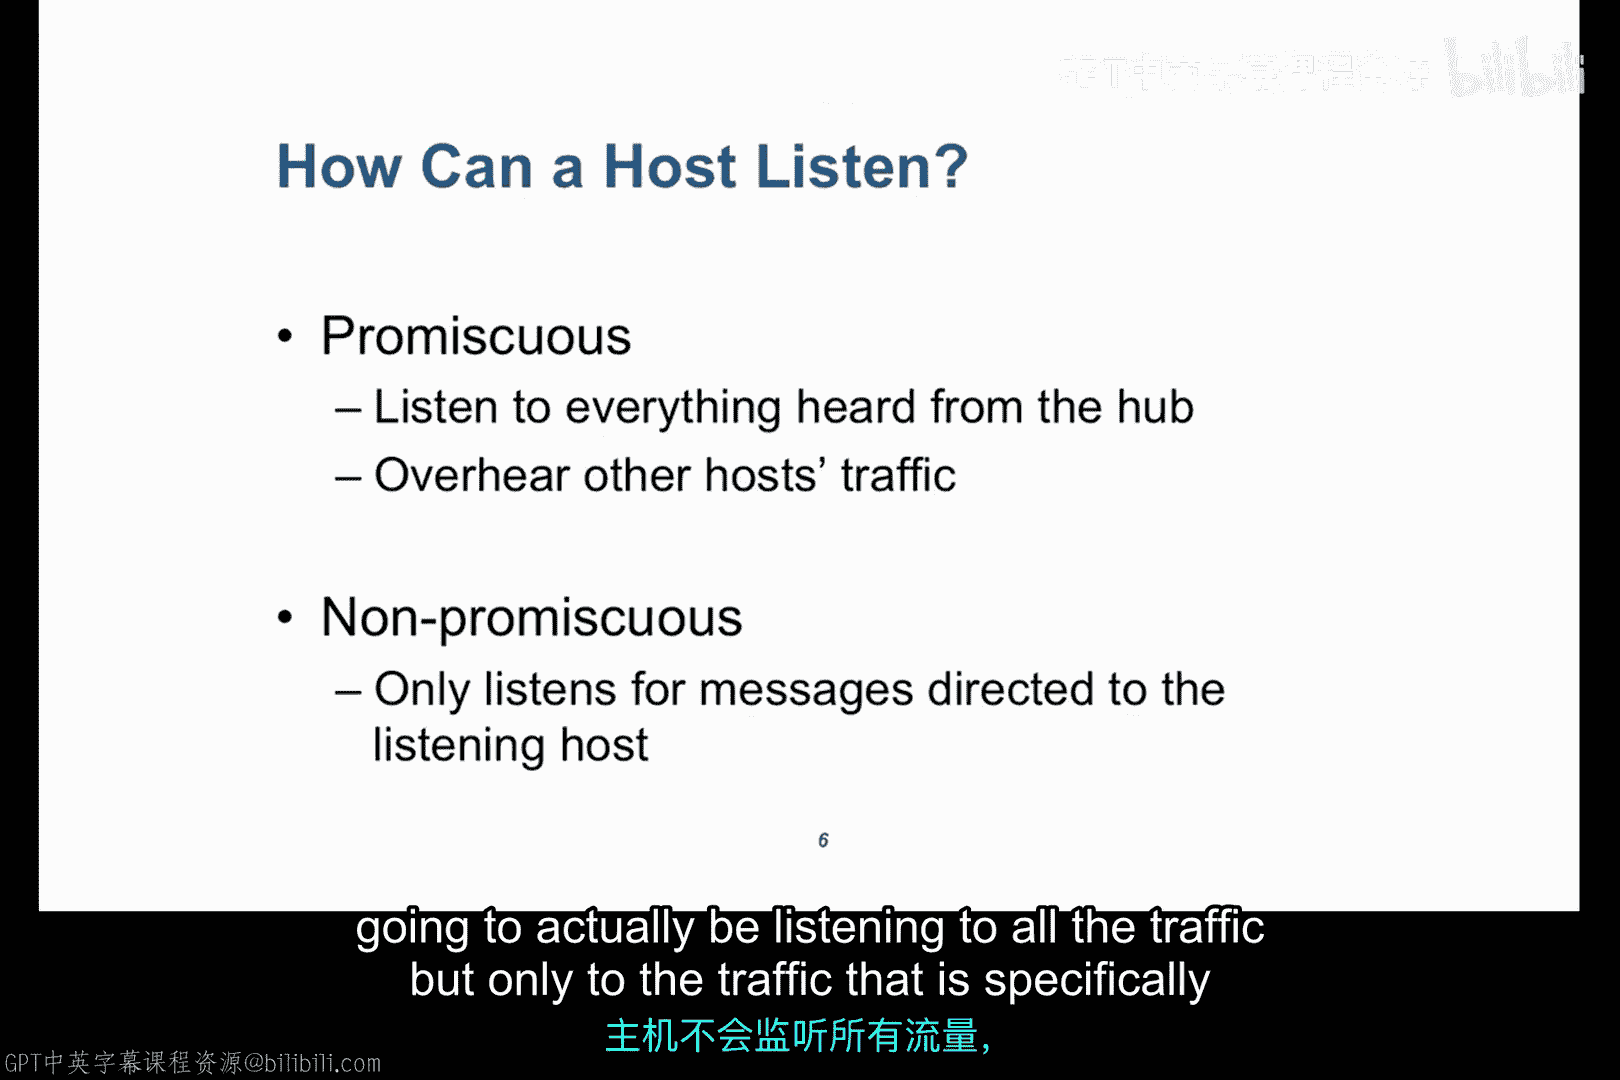 bilibili
How Can a Host Listen?
• Promiscuous
– Listen to everything heard from the hub
– Overhear other hosts’ traffic
• Non-promiscuous
– Only listens for messages directed to the
listening host
6
going to actually be listening to all the traffic
but only to the traffic that is specifically
主机不会监听所有流量，
GPT中英字幕课程资源@bilibili.com